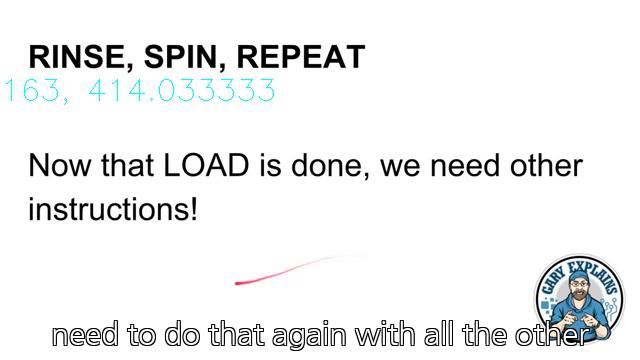 RINSE, SPIN, REPEAT
163, 414.033333
Now that LOAD is done, we need other
instructions!
GARY EXPLAINS
need to do that again with all the other